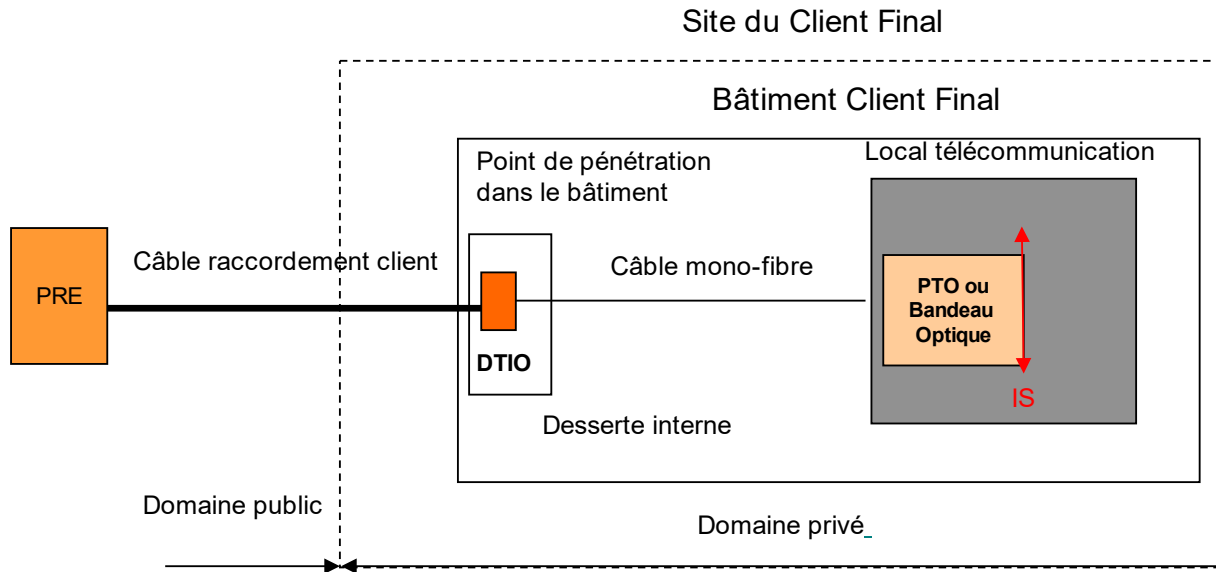 Site du Client Final
Bâtiment Client Final
Point de pénétration
dans le bâtiment
Local télécommunication
Câble raccordement client
Câble mono-fibre
PRE
PTO ou
Bandeau
Optique
DTIO
IS
Desserte interne
Domaine public
Domaine privé